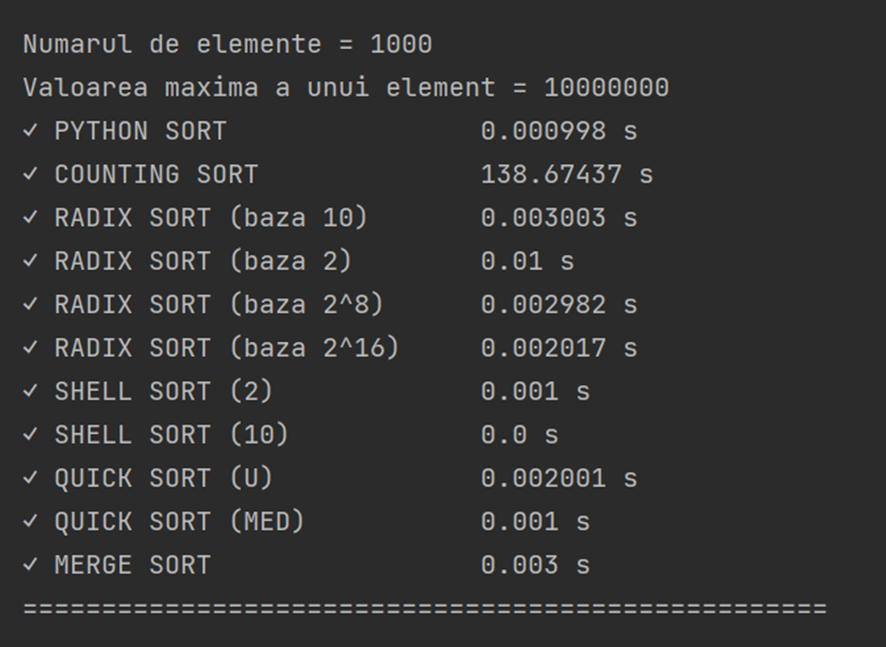 Numarul de elemente = 1000
Valoarea maxima a unui element = 10000000
✓ PYTHON SORT 0.000998 s
✓ COUNTING SORT 138.67437 s
✓ RADIX SORT (baza 10) 0.003003 s
✓ RADIX SORT (baza 2) 0.01 s
✓ RADIX SORT (baza 2^8) 0.002982 s
✓ RADIX SORT (baza 2^16) 0.002017 s
✓ SHELL SORT (2) 0.001 s
✓ SHELL SORT (10) 0.0 s
✓ QUICK SORT (U) 0.002001 s
✓ QUICK SORT (MED) 0.001 s
✓ MERGE SORT 0.003 s
===================================================